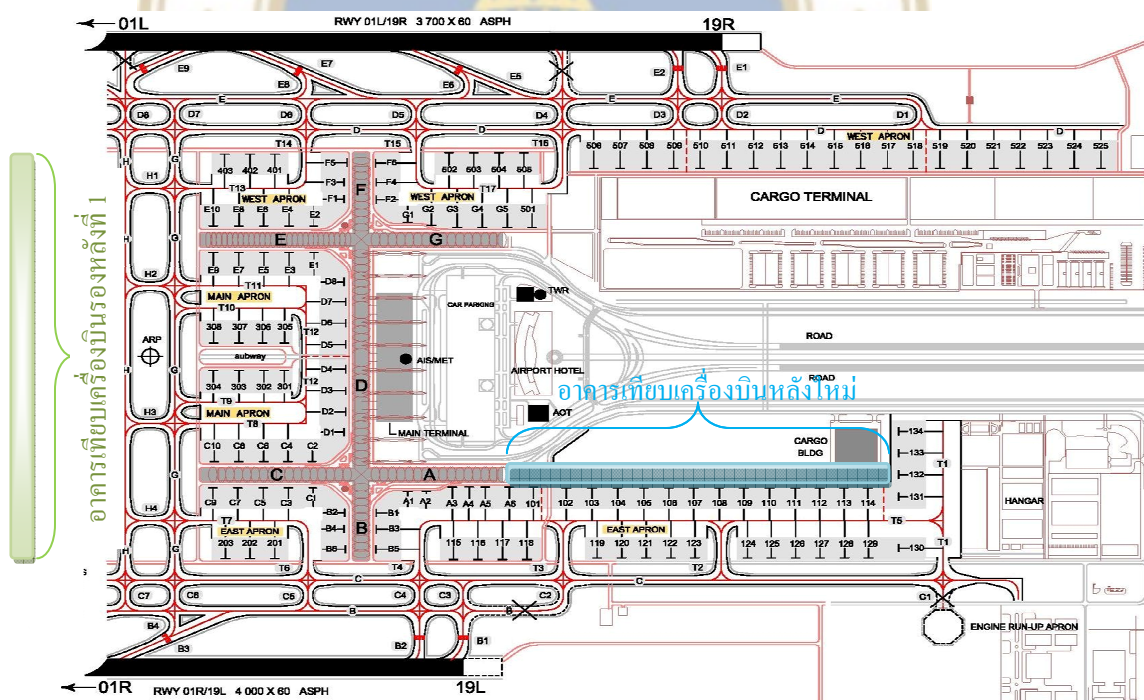 01L
RWY 01L/19R 3 700 X 60 ASPH
19R
E9
E8
E7
E6
E5
E2
E1
E
E
E
D8
D7
D6
D5
D4
D3
D2
D1
D
D
D
D
T14
T15
T16
WEST APRON
506
507
508
509
510
511
512
513
514
515
516
517
518
519
520
521
522
523
524
525
H
G
H1
403
402
401
F5
F3
F1
F
F6
F4
F2
502
503
504
505
T13
T17
WEST APRON
WEST APRON
E10
E8
E6
E4
E2
G1
G2
G3
G4
G5
501
CARGO TERMINAL
E
G
H2
E9
E7
E5
E3
E1
T11
MAIN APRON
T10
D8
D7
D6
D5
308
307
306
305
T12
CAR PARKING
TWR
ARP
subway
AIS/MET
ROAD
D
304
303
302
301
T12
D4
D3
D2
D1
AIRPORT HOTEL
ROAD
อาคารเทียบเครื่องบินรองหลังที่ 1
อาคารเทียบเครื่องบินหลังใหม่
T9
MAIN APRON
T8
H3
AOT
MAIN TERMINAL
C10
C8
C6
C4
C2
CARGO
BLDG
134
133
132
131
T1
C
A
H4
C9
C7
C5
C3
C1
A1
A2
A3
A4
A5
A6
101
102
103
104
105
106
107
108
109
110
111
112
113
114
HANGAR
B2
B4
B6
B
B1
B3
B5
T7
EAST APRON
EAST APRON
T5
203
202
201
115
116
117
118
119
120
121
122
123
124
125
126
127
128
129
130
T1
T6
T4
T3
T2
C
C
C7
C6
C5
C4
C3
C2
C1
B
B
B4
B3
B2
B1
ENGINE RUN-UP APRON
01R
RWY 01R/19L 4 000 X 60 ASPH
19L